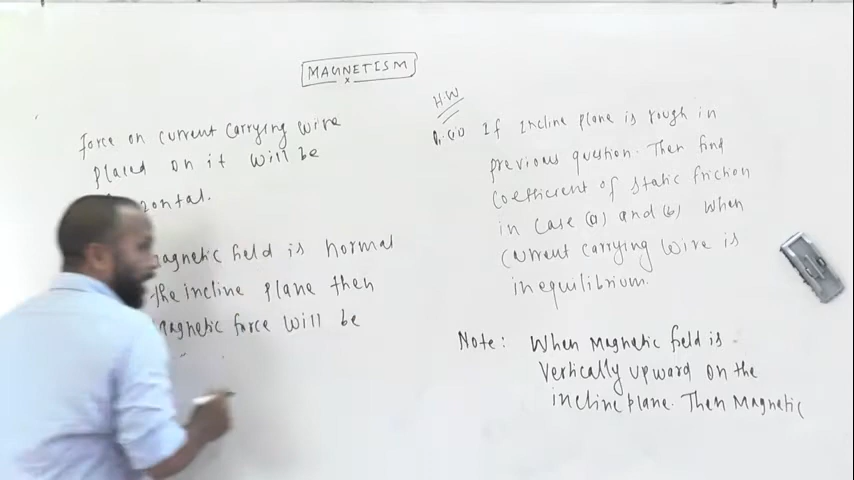 MAGNETISM
Force on current carrying wire
placed on it will be
zontal.
agnetic field is normal
the incline plane then
magnetic force will be
H.W
If Incline plane is rough in
previous question. Then find
coefficient of static friction
in case (a) and (b) when
current carrying wire is
in equilibrium.
Note: When Magnetic field is
vertically upward on the
incline plane. Then Magnetic